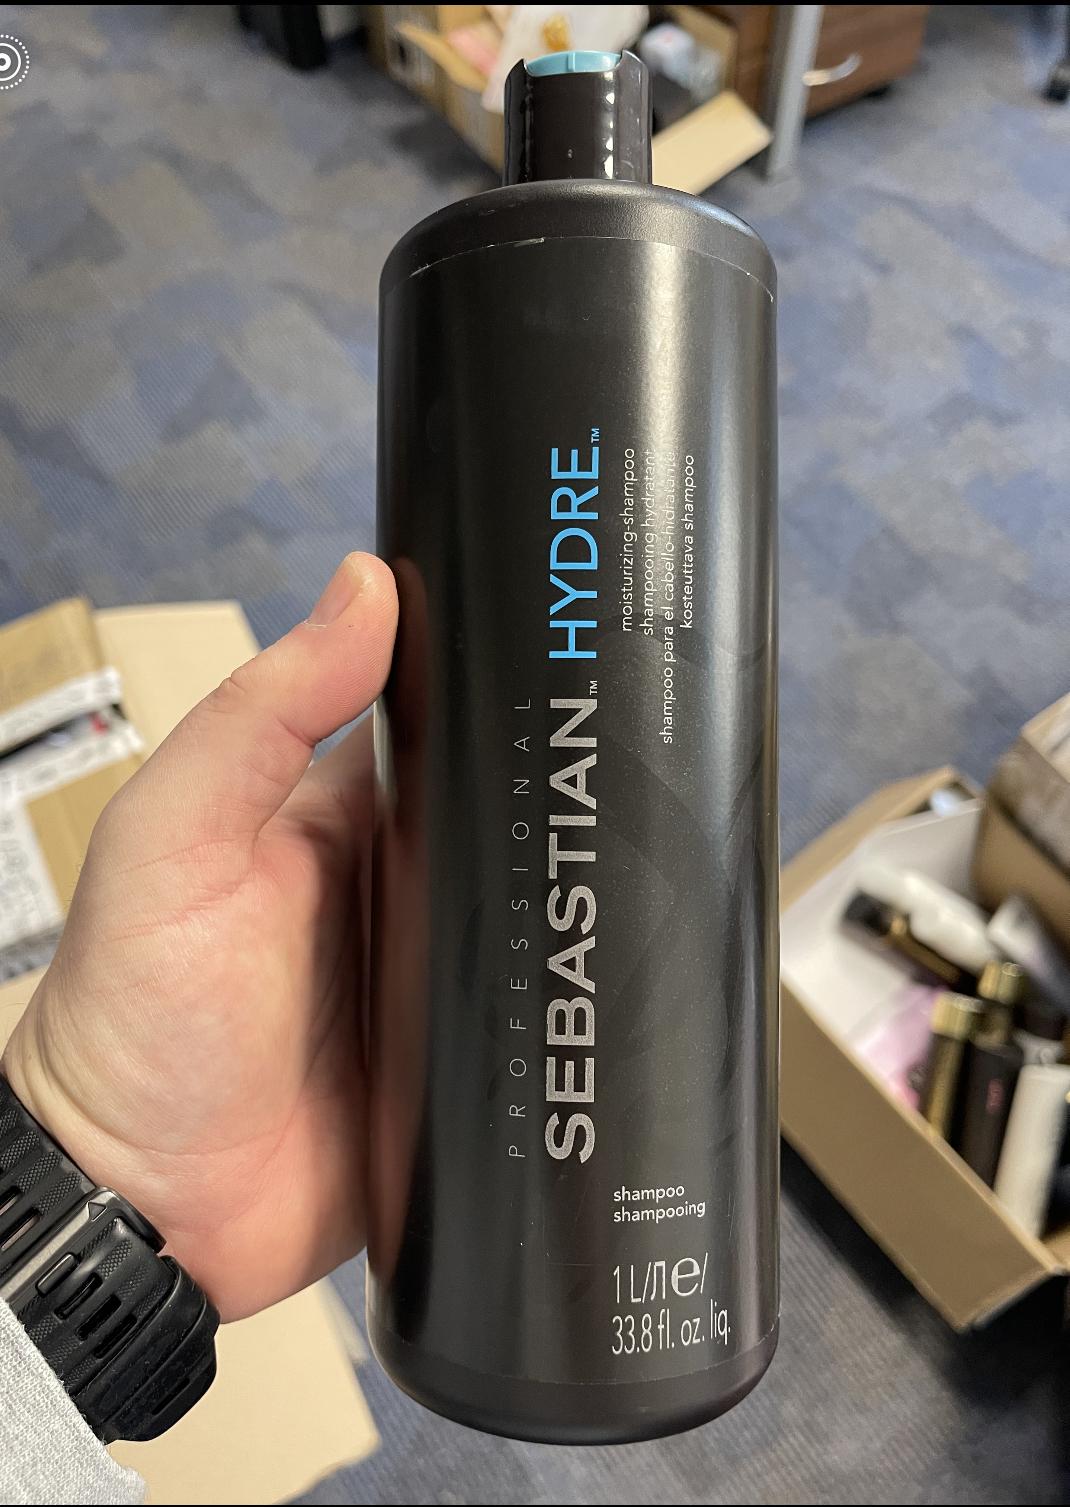 PROFESSIONAL
SEBASTIAN™ HYDRE™
moisturizing-shampoo
shampooing hydratant
shampoo para el cabello-hidratante
kosteuttava shampoo
shampoo
shampooing
1 L/Л e/
33.8 fl. oz. liq.